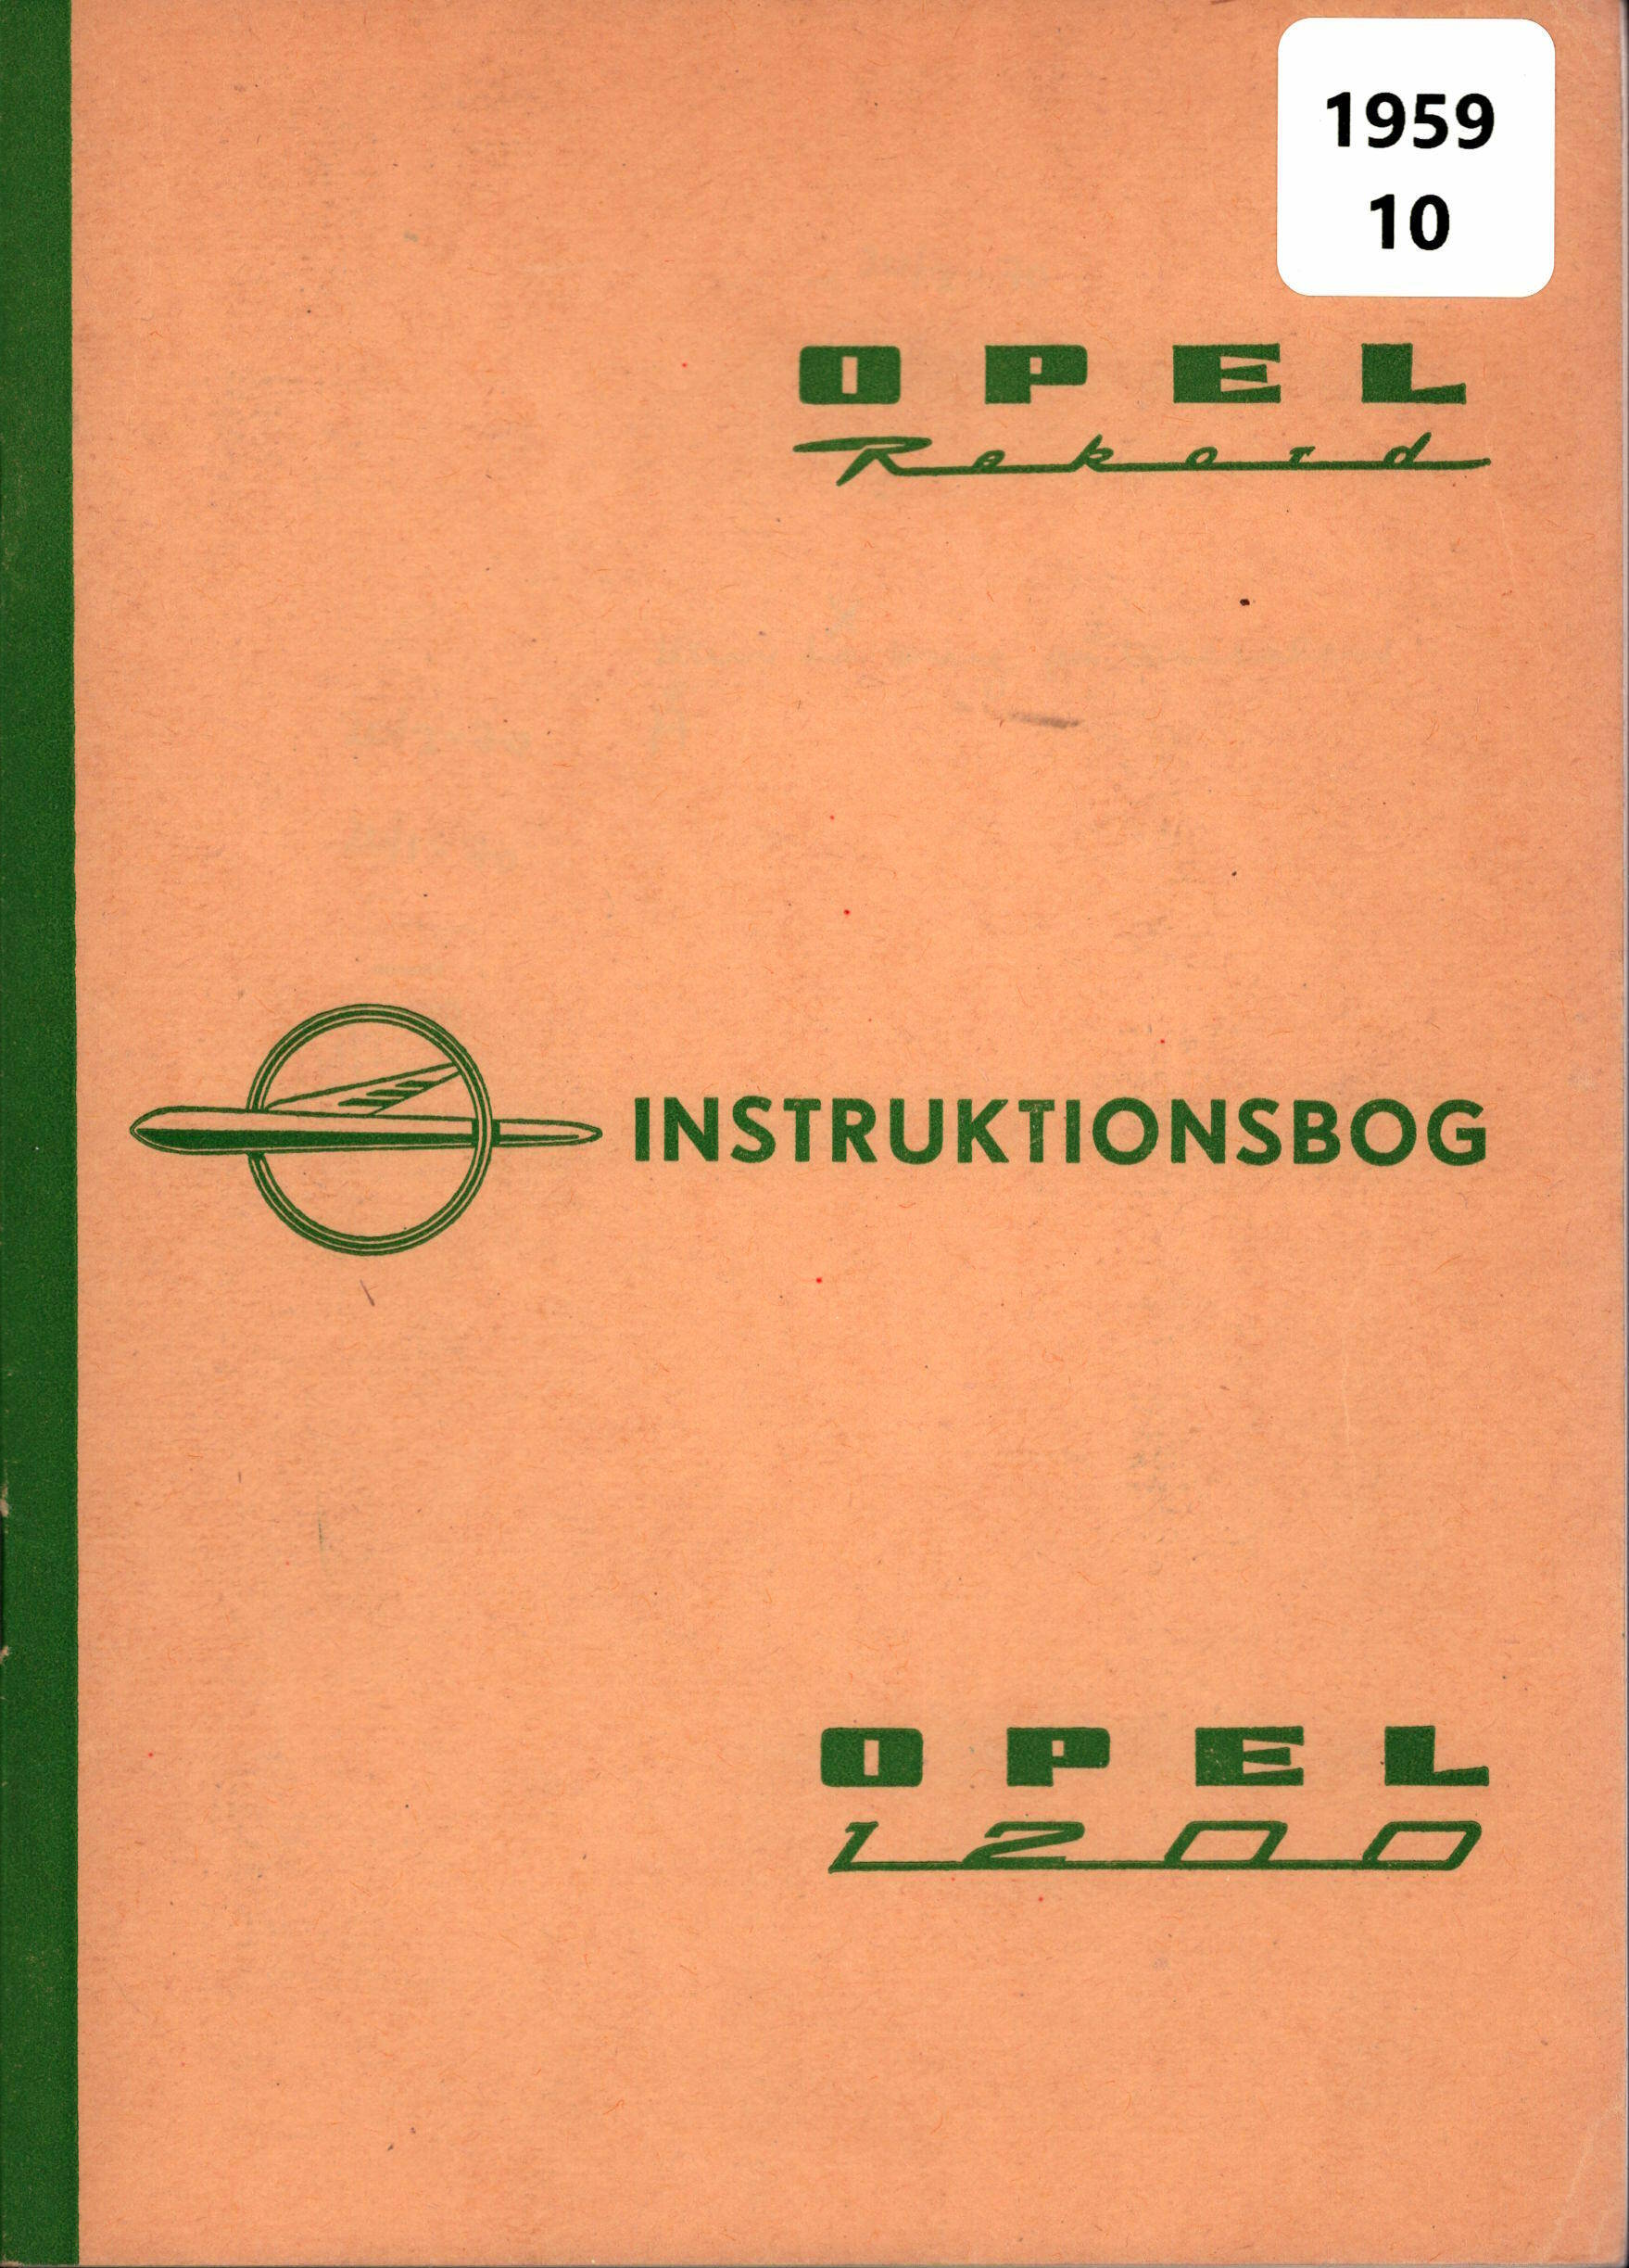 1959
10
OPEL
Rekord
INSTRUKTIONSBOG
OPEL
1200